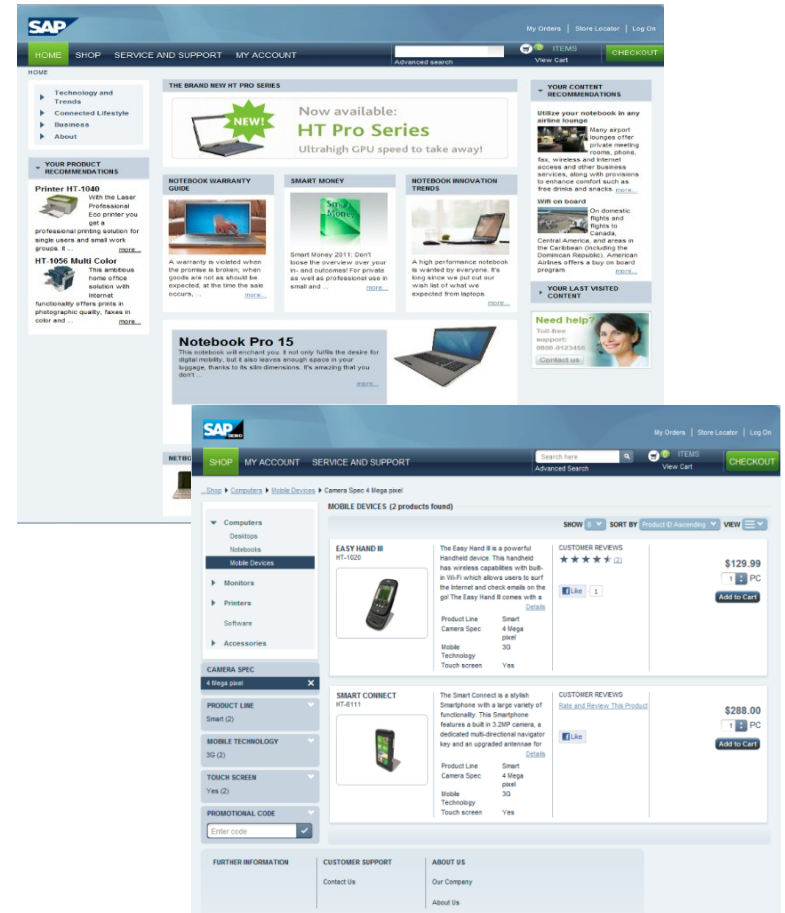 SAP
My Orders | Store Locator | Log On
HOME SHOP SERVICE AND SUPPORT MY ACCOUNT
0 ITEMS
View Cart
CHECKOUT
Advanced search
HOME
Technology and
Trends
Connected Lifestyle
Business
About
YOUR PRODUCT
RECOMMENDATIONS
Printer HT-1040
With the Laser
Professional
Eco printer you
get a
professional printing solution for
single users and small work
groups. It ... more...
HT-1056 Multi Color
This ambitious
home office
solution with
internet
functionality offers prints in
photographic quality, faxes in
color and ... more...
THE BRAND NEW HT PRO SERIES
NEW!
Now available:
HT Pro Series
Ultrahigh GPU speed to take away!
NOTEBOOK WARRANTY
GUIDE
A warranty is violated when
the promise is broken; when
goods are not as should be
expected, at the time the sale
occurs, ... more...
SMART MONEY
Smart
Money
Smart Money 2011: Don't
loose the overview over your
in- and outcomes! For private
as well as professional use in
small and ... more...
NOTEBOOK INNOVATION
TRENDS
A high performance notebook
is wanted by everyone. It's
long since we put out our
wish list of what we
expected from laptops.
more...
Notebook Pro 15
This notebook will enchant you. It not only fulfils the desire for
digital mobility, but it also leaves enough space in your
luggage, thanks to its slim dimensions. It's amazing that you
don't ...
more...
NETBO
YOUR CONTENT
RECOMMENDATIONS
Utilize your notebook in any
airline lounge
Many airport
lounges offer
private meeting
rooms, phone,
fax, wireless and Internet
access and other business
services, along with provisions
to enhance comfort such as
free drinks and snacks. more...
Wifi on board
On domestic
flights and
flights to
Canada,
Central America, and areas in
the Caribbean (including the
Dominican Republic), American
Airlines offers a buy on board
program. more...
YOUR LAST VISITED
CONTENT
Need help?
Toll-free
support:
0800-0123456
Contact us
SAP
DEMO
My Orders | Store Locator | Log On
SHOP MY ACCOUNT SERVICE AND SUPPORT
Search here
0 ITEMS
View Cart
CHECKOUT
Advanced Search
...Shop Computers Mobile Devices Camera Spec 4 Mega pixel
Computers
Desktops
Notebooks
Mobile Devices
Monitors
Printers
Software
Accessories
CAMERA SPEC
4 Mega pixel X
PRODUCT LINE
Smart (2)
MOBILE TECHNOLOGY
3G (2)
TOUCH SCREEN
Yes (2)
PROMOTIONAL CODE
Enter code
MOBILE DEVICES (2 products found)
SHOW SORT BY Product ID Ascending VIEW
EASY HAND III
HT-1020
The Easy Hand III is a powerful
Handheld device. This handheld
has wireless capabilities with built-
in Wi-Fi which allows users to surf
the Internet and check emails on the
go! The Easy Hand III comes with a
Details
Product Line Smart
Camera Spec 4 Mega
pixel
Mobile 3G
Technology
Touch screen Yes
CUSTOMER REVIEWS
(2)
Like 1
$129.99
1 PC
Add to Cart
SMART CONNECT
HT-6111
The Smart Connect is a stylish
Smartphone with a large variety of
functionality. This Smartphone
features a built in 3.2MP camera, a
dedicated multi-directional navigator
key and an upgraded antennae for
Details
Product Line Smart
Camera Spec 4 Mega
pixel
Mobile 3G
Technology
Touch screen Yes
CUSTOMER REVIEWS
Rate and Review This Product
Like
$288.00
1 PC
Add to Cart
FURTHER INFORMATION
CUSTOMER SUPPORT
Contact Us
ABOUT US
Our Company
About Us